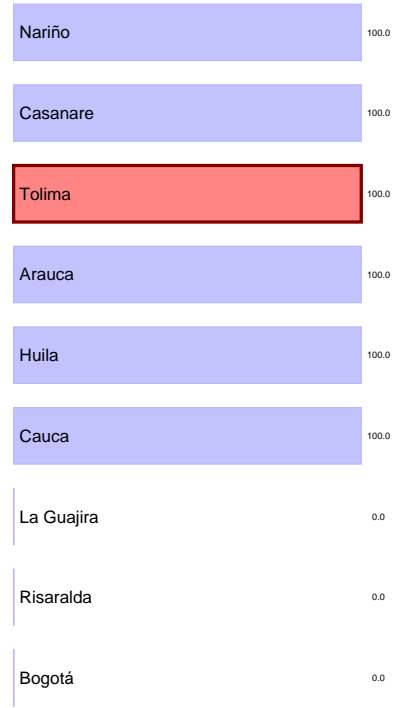 Nariño 100.0
Casanare 100.0
Tolima 100.0
Arauca 100.0
Huila 100.0
Cauca 100.0
La Guajira 0.0
Risaralda 0.0
Bogotá 0.0